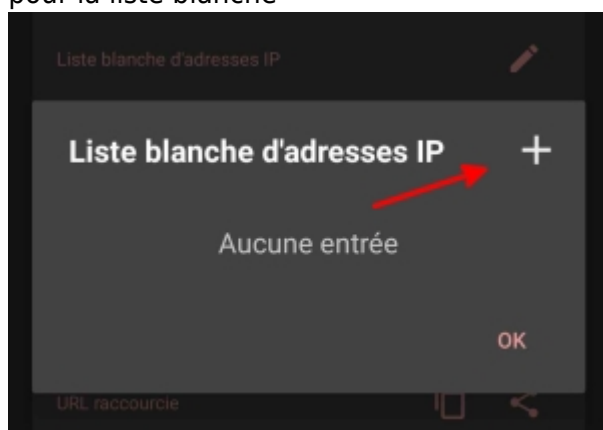 pour la liste blanche
Liste blanche d'adresses IP
Liste blanche d'adresses IP
Aucune entrée
OK
URL raccourcie